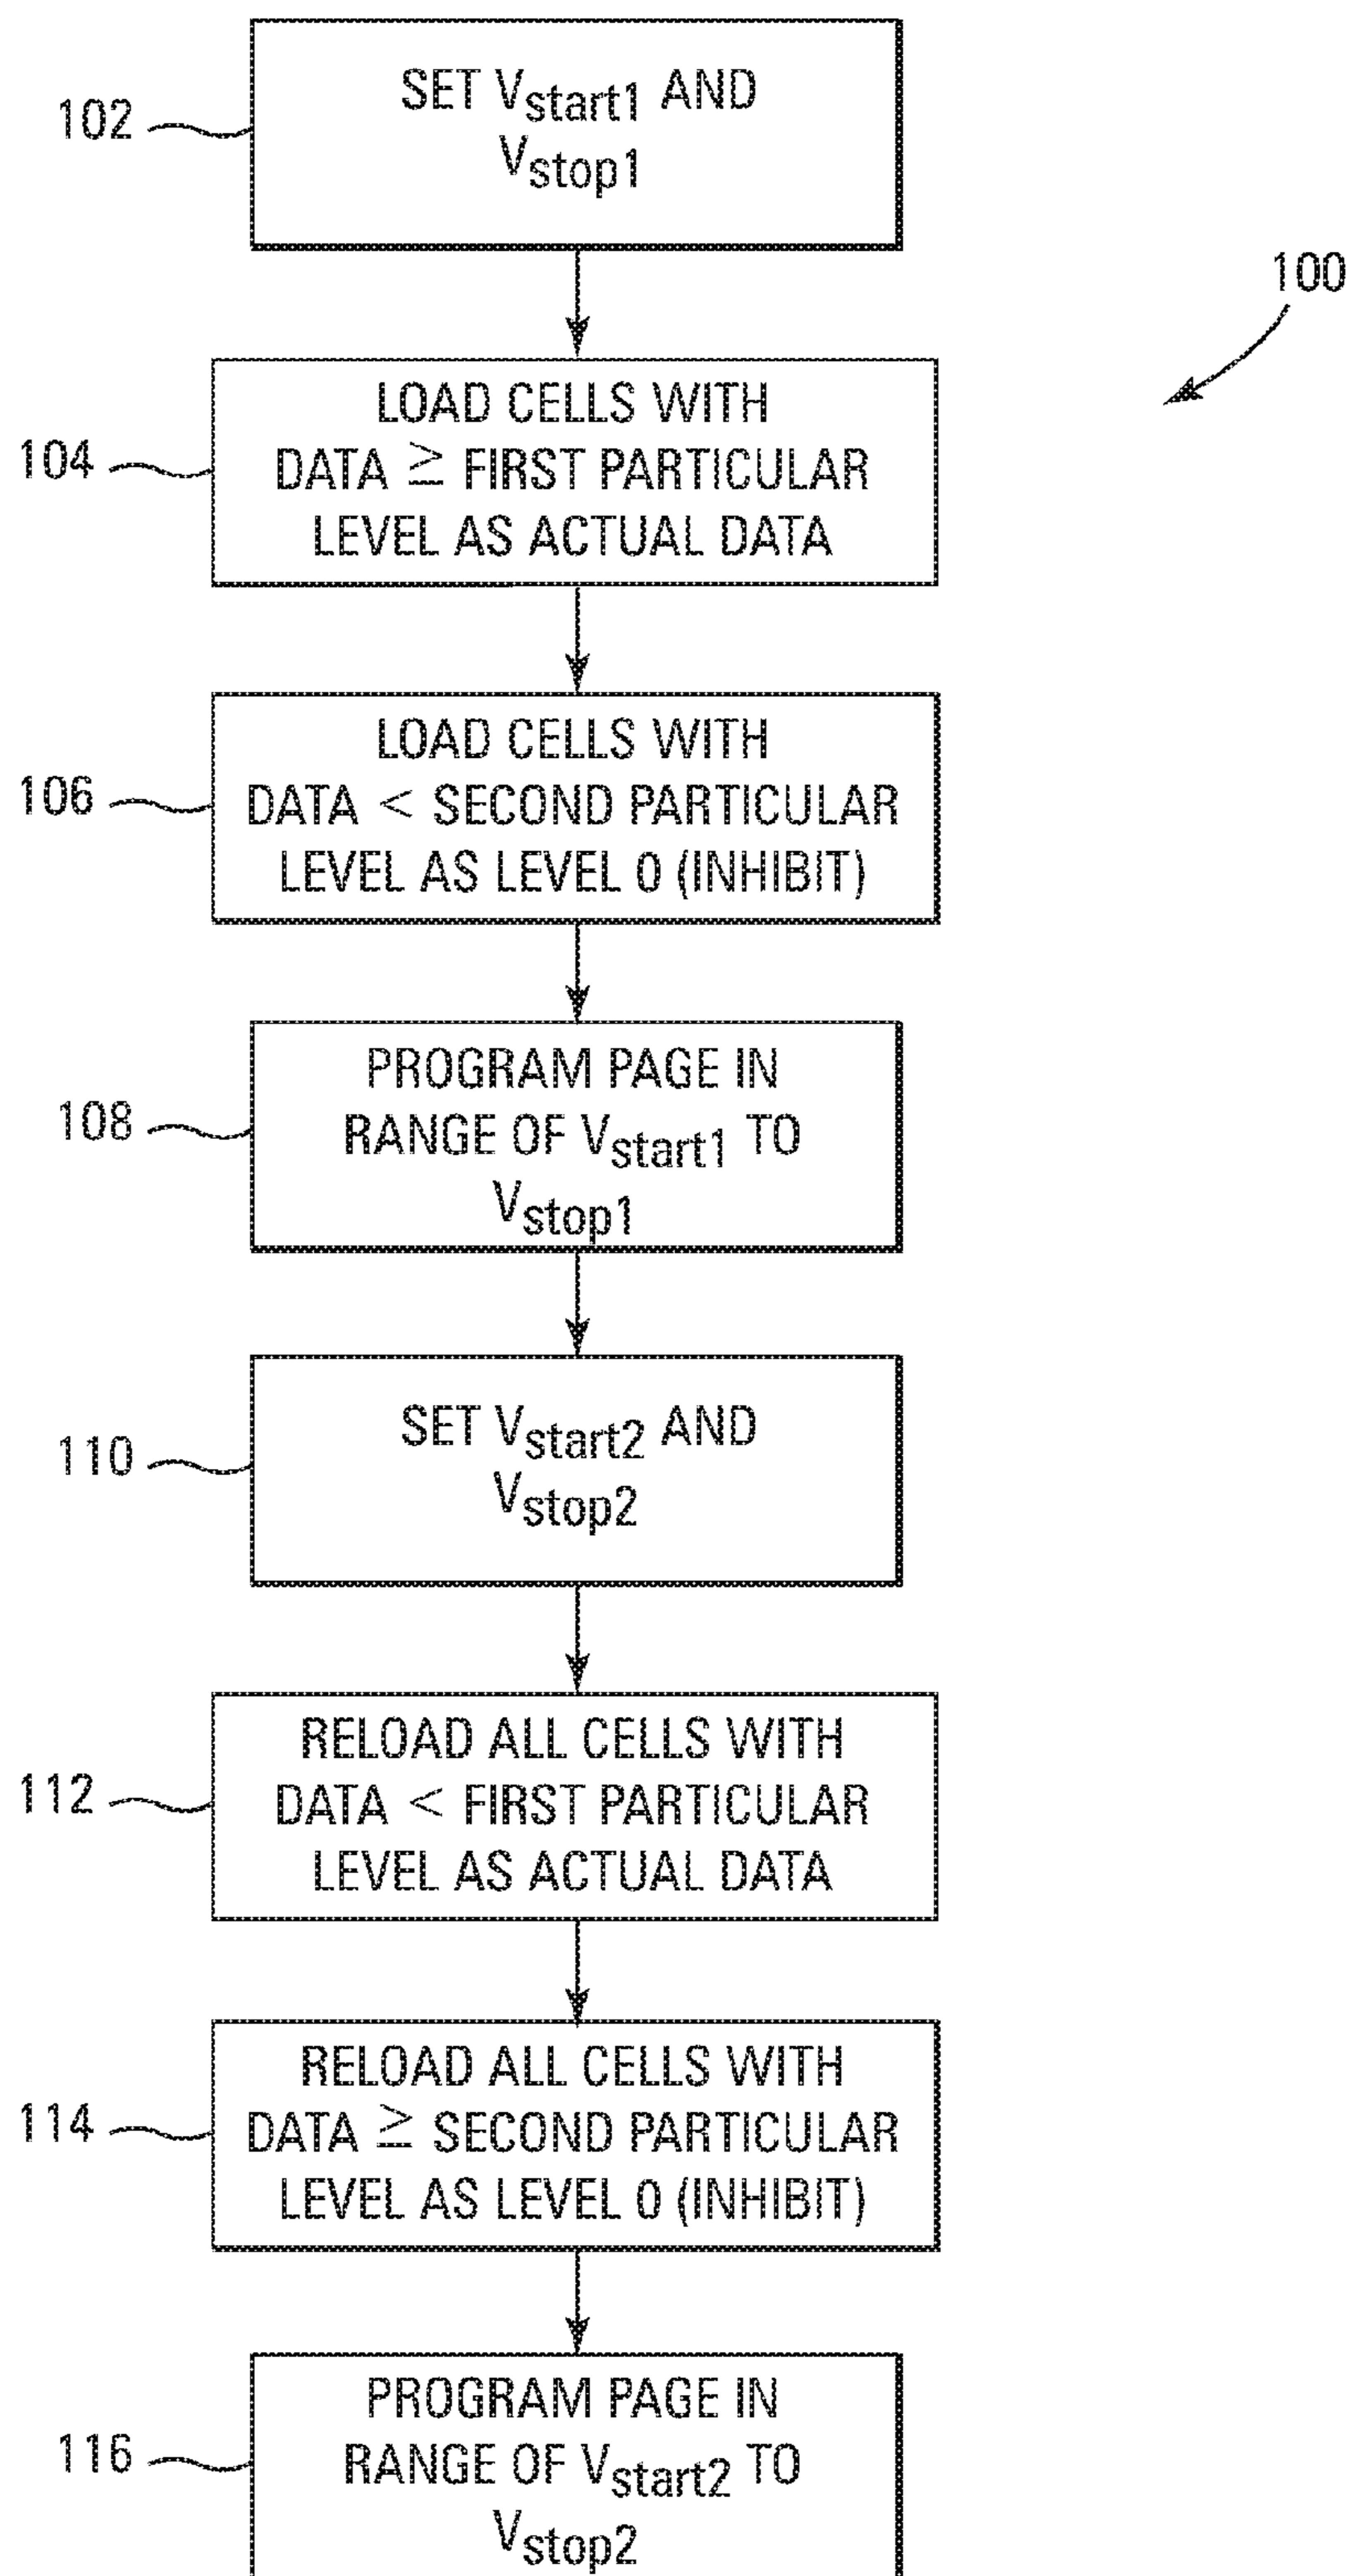 102
SET Vstart1 AND
Vstop1
100
104
LOAD CELLS WITH
DATA ≧ FIRST PARTICULAR
LEVEL AS ACTUAL DATA
106
LOAD CELLS WITH
DATA < SECOND PARTICULAR
LEVEL AS LEVEL 0 (INHIBIT)
108
PROGRAM PAGE IN
RANGE OF Vstart1 TO
Vstop1
110
SET Vstart2 AND
Vstop2
112
RELOAD ALL CELLS WITH
DATA < FIRST PARTICULAR
LEVEL AS ACTUAL DATA
114
RELOAD ALL CELLS WITH
DATA ≧ SECOND PARTICULAR
LEVEL AS LEVEL 0 (INHIBIT)
116
PROGRAM PAGE IN
RANGE OF Vstart2 TO
Vstop2